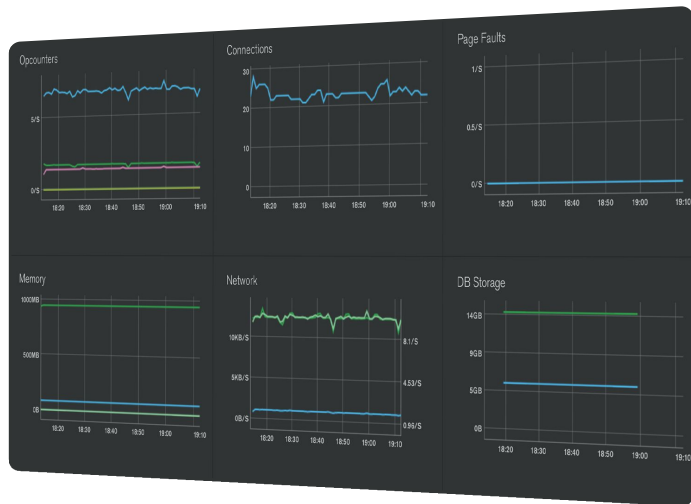 Opcounters
5/S
0/S
18:20 18:30 18:40 18:50 19:00 19:10
Connections
30
20
10
0
18:20 18:30 18:40 18:50 19:00 19:10
Page Faults
1/S
0.5/S
0/S
18:20 18:30 18:40 18:50 19:00 19:10
Memory
1000MB
500MB
0B
18:20 18:30 18:40 18:50 19:00 19:10
Network
10KB/S
5KB/S
0B/S
8.1/S
4.53/S
0.96/S
18:20 18:30 18:40 18:50 19:00 19:10
DB Storage
14GB
9GB
5GB
0B
18:20 18:30 18:40 18:50 19:00 19:10